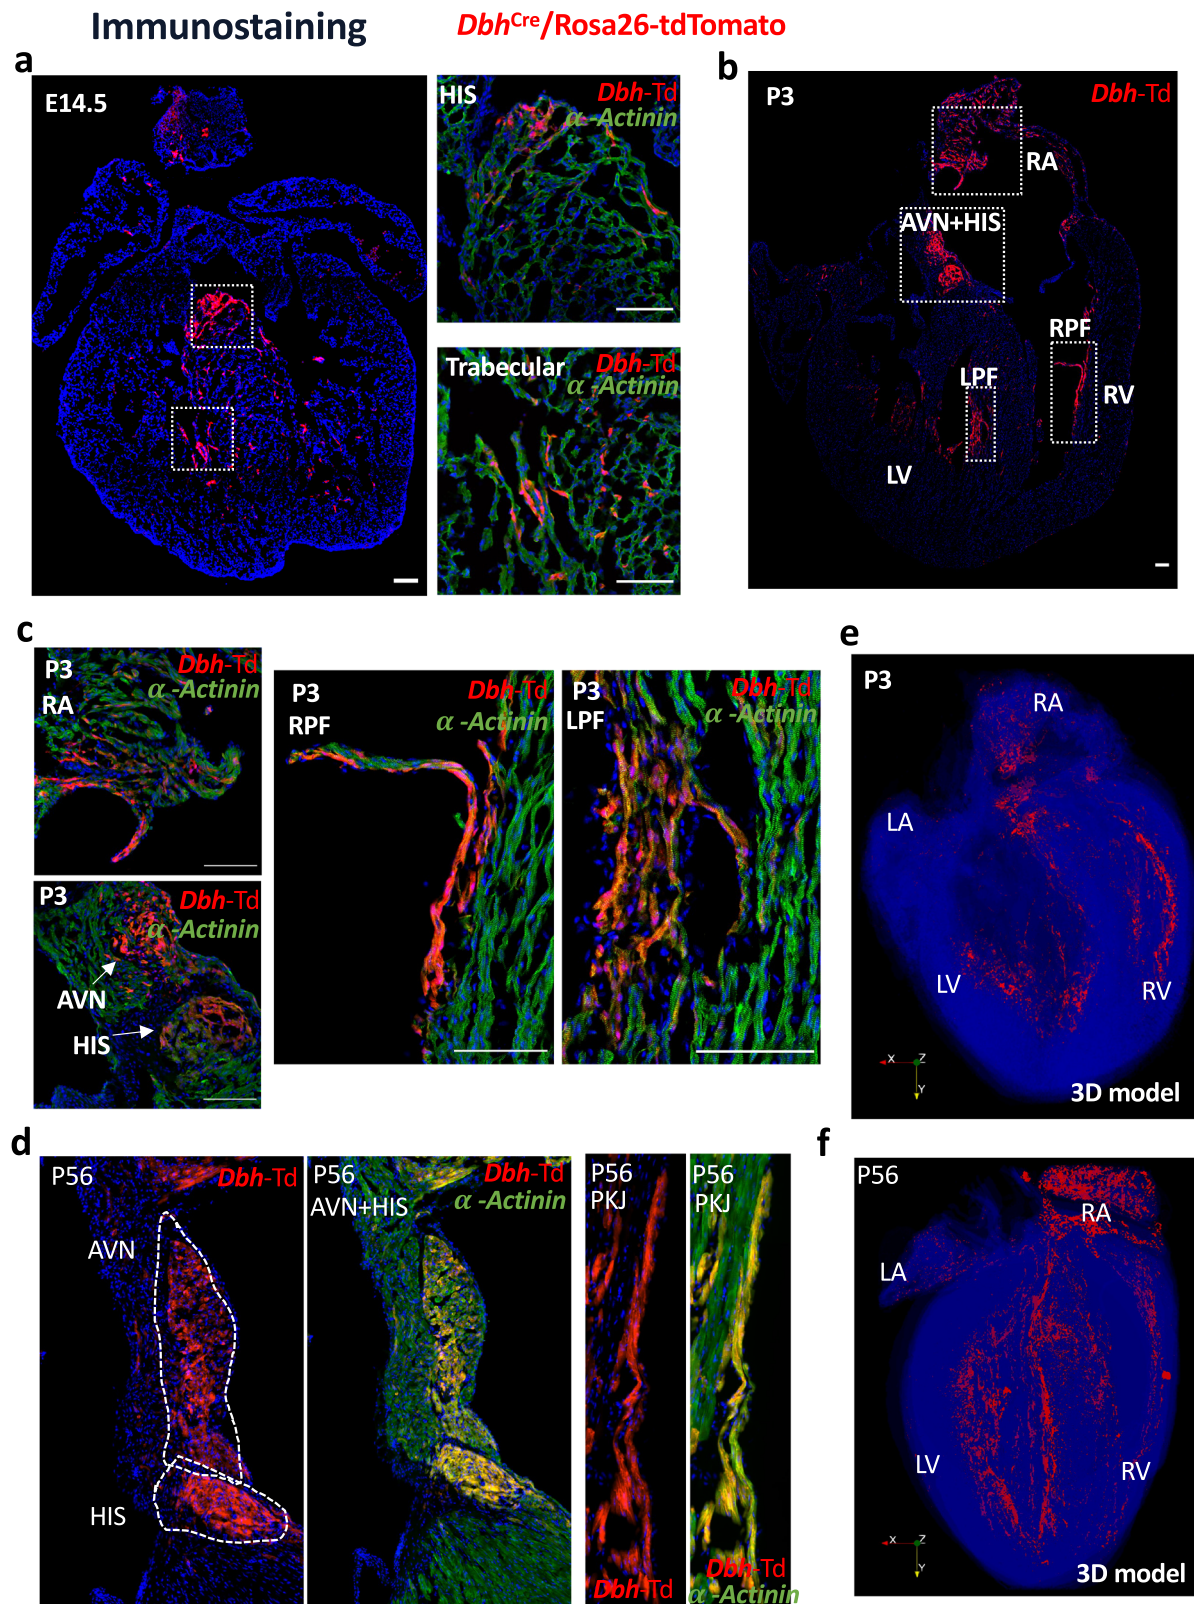 Immunostaining
Dbh^Cre/Rosa26-tdTomato
a
E14.5
HIS
Dbh-Td
α-Actinin
Trabecular
Dbh-Td
α-Actinin
b
P3
Dbh-Td
RA
AVN+HIS
RPF
LPF
RV
LV
c
P3
Dbh-Td
α-Actinin
RA
P3
Dbh-Td
α-Actinin
AVN
HIS
P3
RPF
Dbh-Td
α-Actinin
P3
LPF
Dbh-Td
α-Actinin
e
P3
RA
LA
LV
RV
X
Z
Y
3D model
d
P56
Dbh-Td
AVN
HIS
P56
AVN+HIS
Dbh-Td
α-Actinin
P56
PKJ
Dbh-Td
P56
PKJ
Dbh-Td
α-Actinin
f
P56
RA
LA
LV
RV
X
Z
Y
3D model